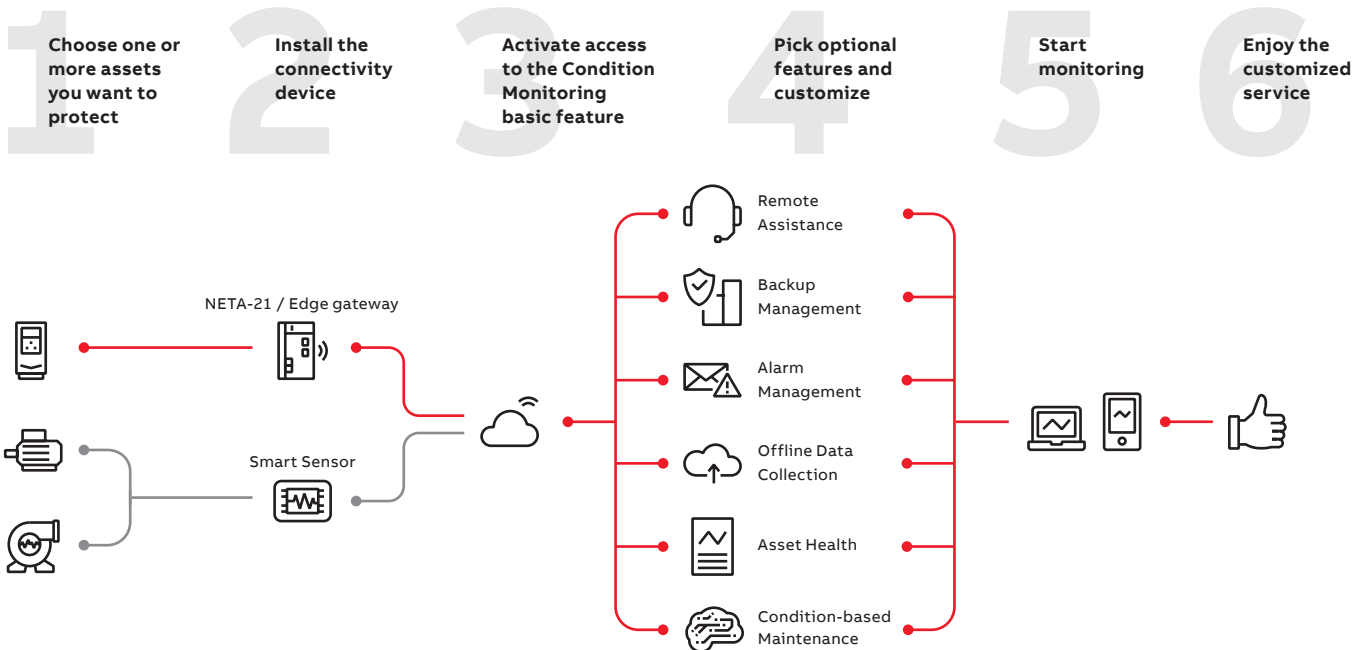 1
Choose one or
more assets
you want to
protect
2
Install the
connectivity
device
3
Activate access
to the Condition
Monitoring
basic feature
4
Pick optional
features and
customize
5
Start
monitoring
6
Enjoy the
customized
service
NETA-21 / Edge gateway
Smart Sensor
Remote
Assistance
Backup
Management
Alarm
Management
Offline Data
Collection
Asset Health
Condition-based
Maintenance